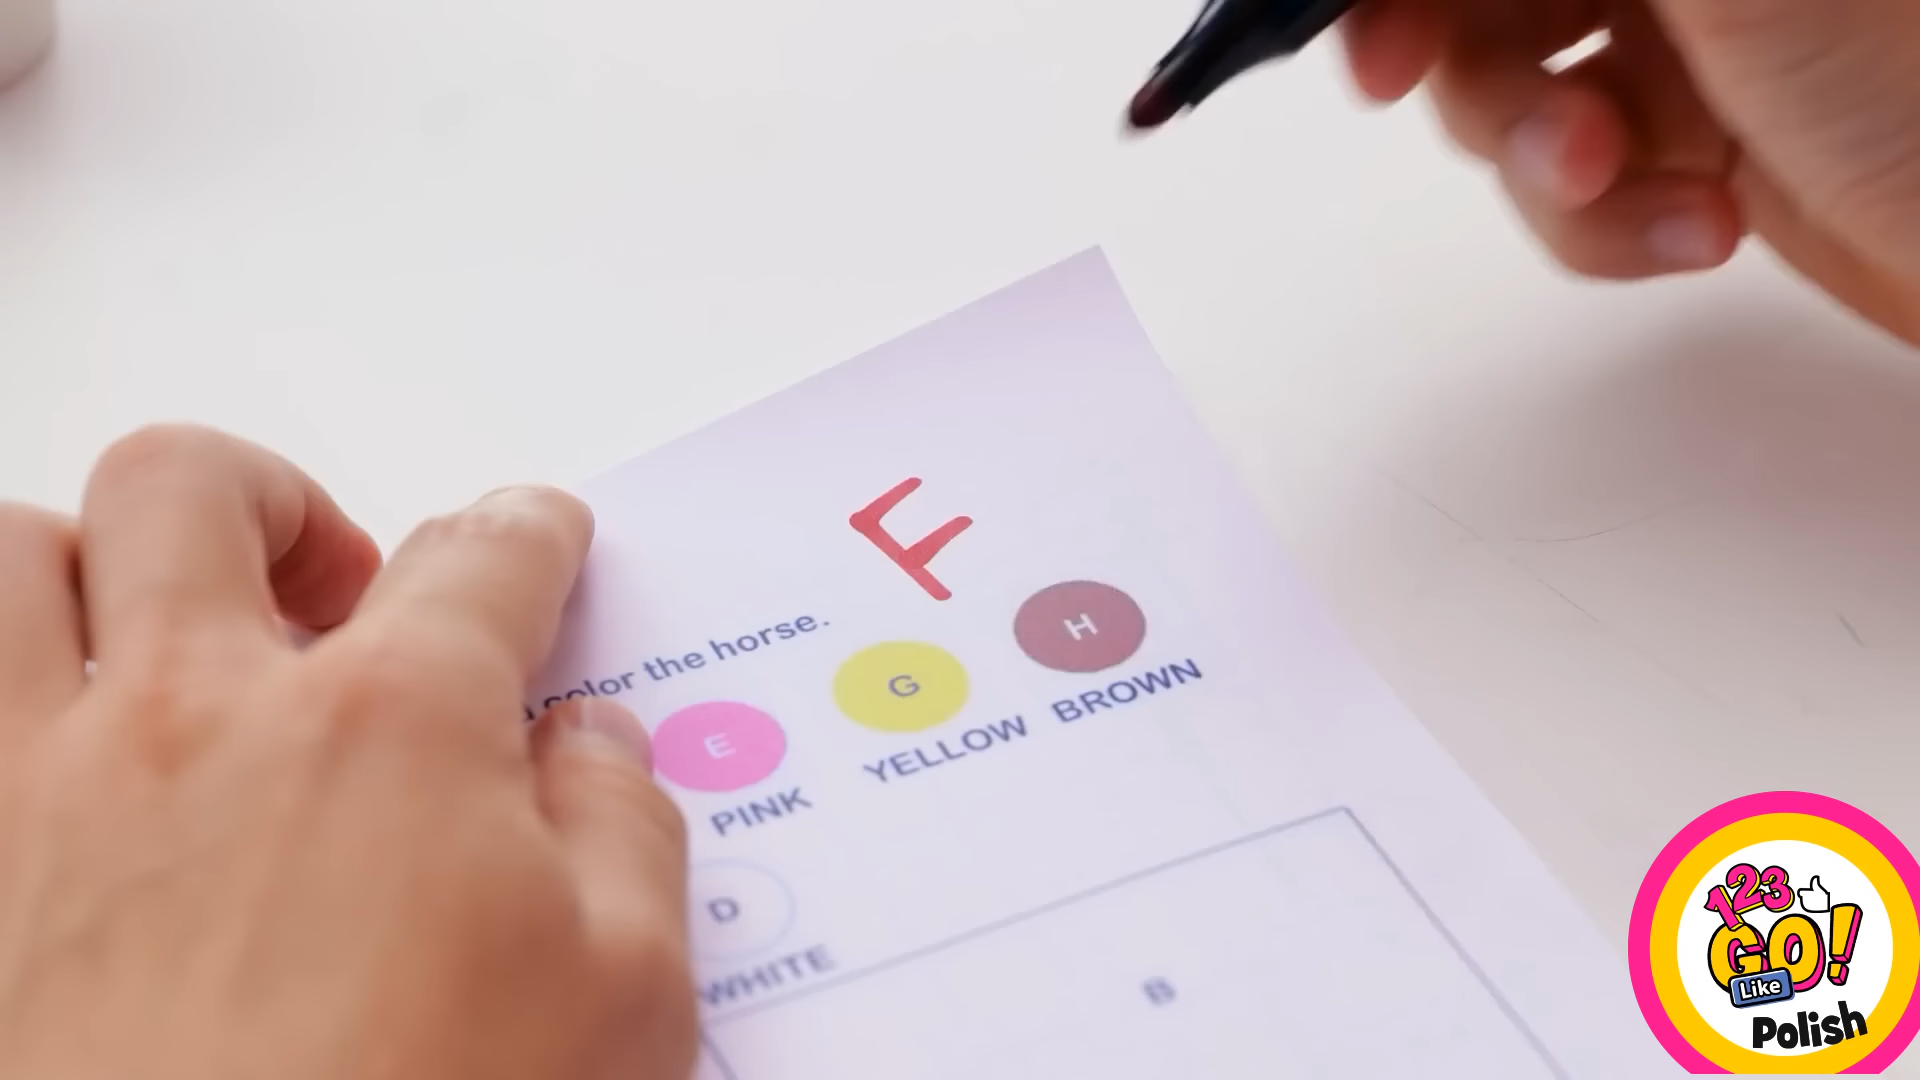 F
color the horse.
E
G
H
PINK
YELLOW
BROWN
D
WHITE
B
123
GO!
Like
Polish